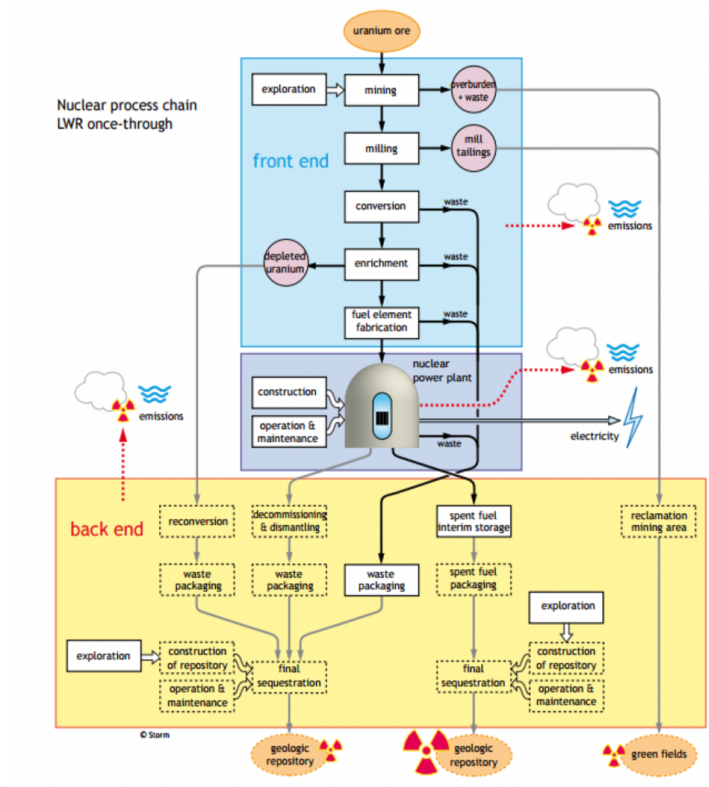 uranium ore
Nuclear process chain
LWR once-through
exploration
mining
overburden
+ waste
front end
milling
mill
tailings
conversion
waste
emissions
depleted
uranium
enrichment
waste
fuel element
fabrication
waste
nuclear
power plant
emissions
construction
operation &
maintenance
waste
electricity
emissions
back end
reconversion
decommissioning
& dismantling
spent fuel
interim storage
reclamation
mining area
waste
packaging
waste
packaging
waste
packaging
spent fuel
packaging
exploration
exploration
construction
of repository
operation &
maintenance
final
sequestration
final
sequestration
construction
of repository
operation &
maintenance
© Storm
geologic
repository
geologic
repository
green fields